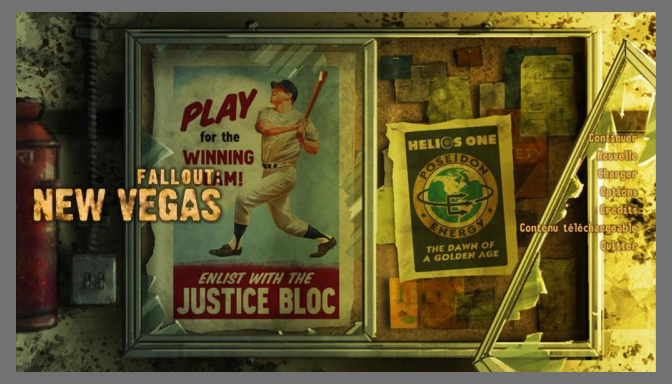 PLAY
for the
WINNING
FALLOUT:
NEW VEGAS
ENLIST WITH THE
JUSTICE BLOC
HELIOS ONE
POSEIDON
ENERGY
THE DAWN OF
A GOLDEN AGE
Continuer
Nouvelle
Charger
Options
Crédits
Contenu téléchargeable
Quitter